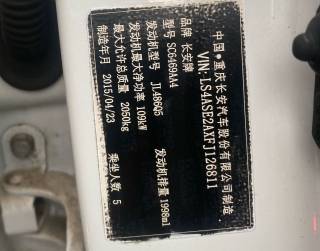 中国●重庆长安汽车股份有限公司制造
VIN:LS4ASE2AXFJ126811
品牌 长安牌
型号 SC6469AA4
发动机型号 JL486Q5 发动机排量 1998ml
发动机最大净功率 109kW
最大允许总质量 2050kg
制造年月 2015/04/23 乘坐人数 5